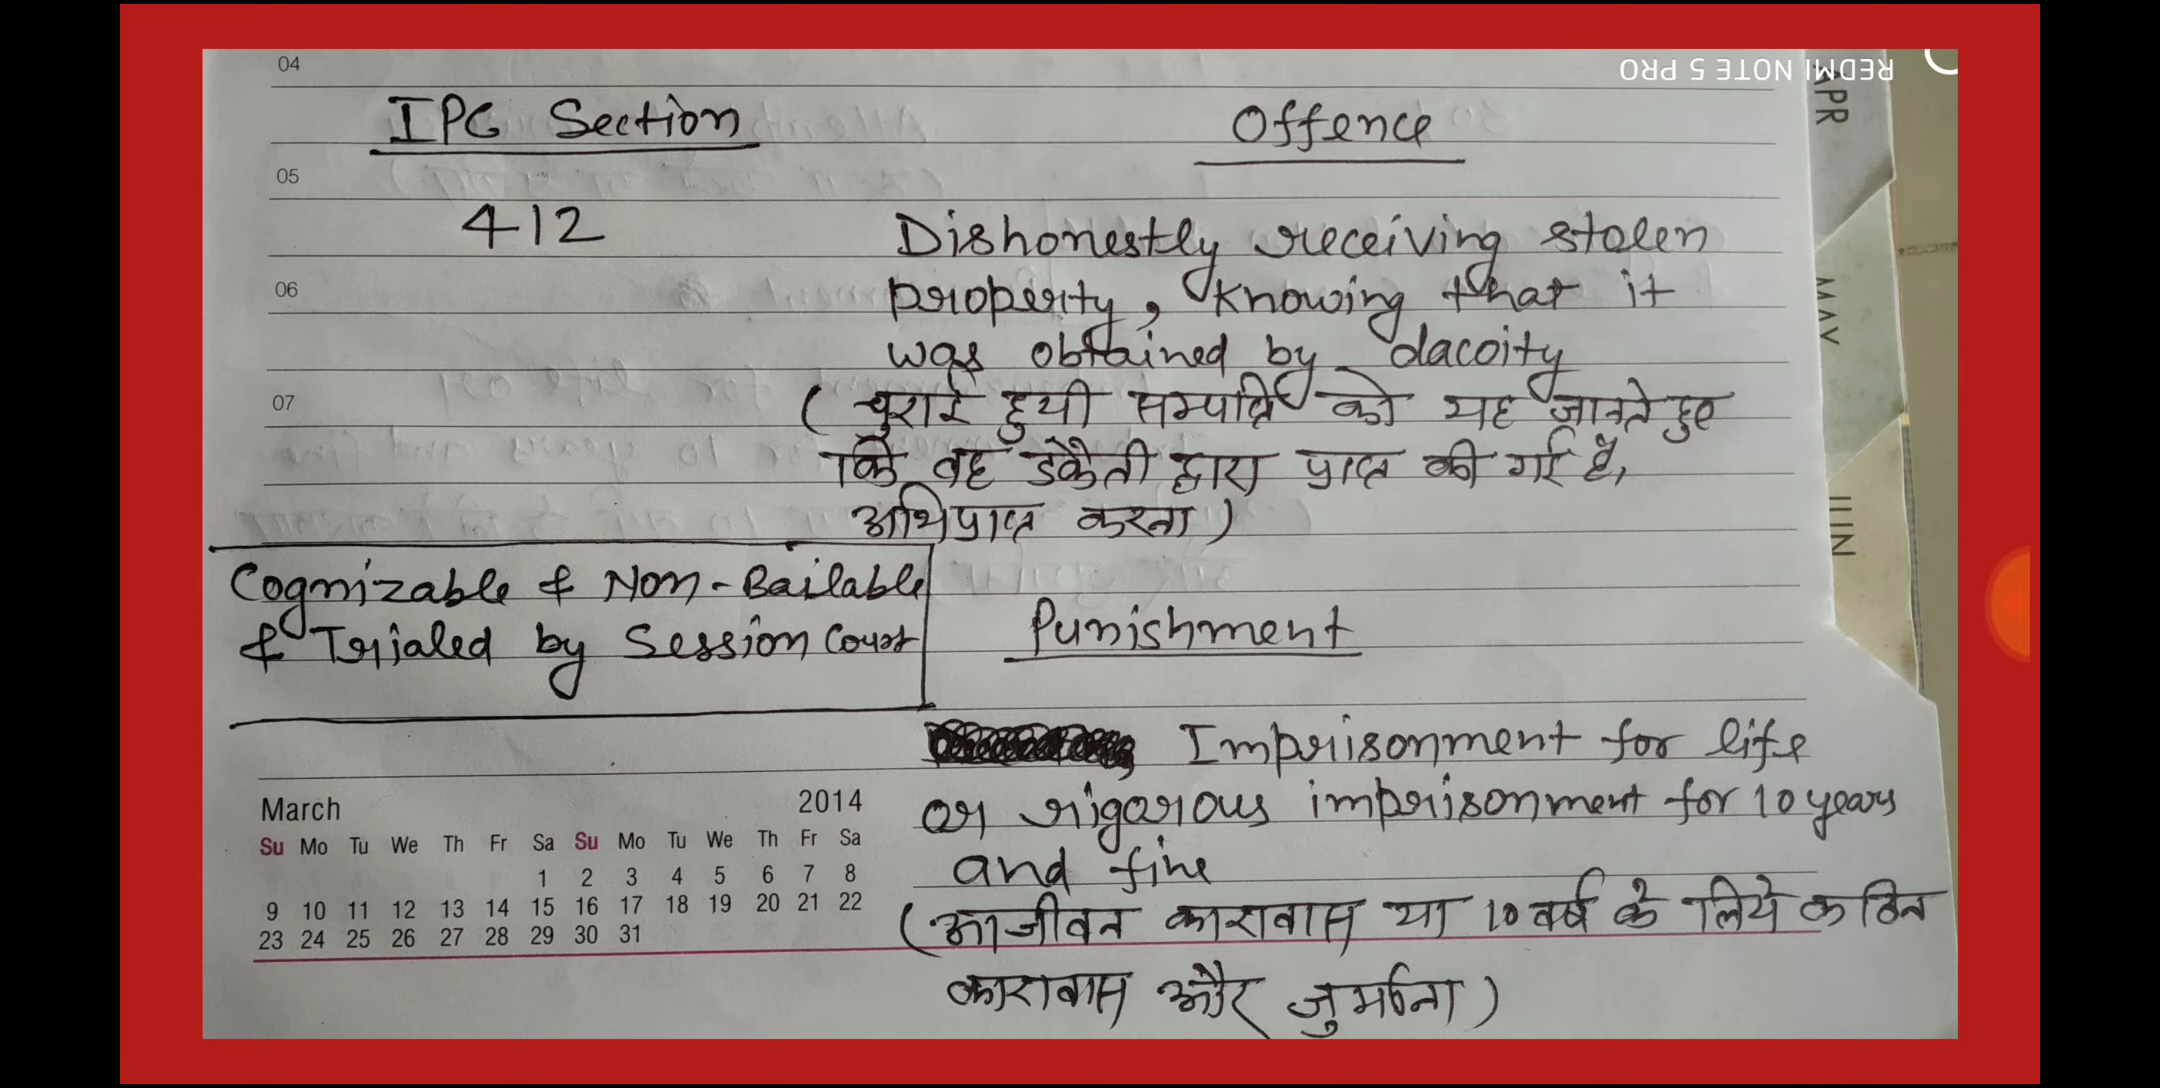 REDMI NOTE 5 PRO
APR
04
IPC Section
Offence
05
412
Dishonestly receiving stolen
06
property, knowing that it
was obtained by dacoity
07
(चुराई हुयी सम्पत्ति को यह जानते हुए
कि वह डकैती द्वारा प्राप्त की गई है,
अभिप्राप्त करना)
MAY
JUN
Cognizable & Non-Bailable
& Trialed by Session Court
Punishment
Imprisonment for life
or rigorous imprisonment for 10 years
and fine
(आजीवन कारावास या 10 वर्ष के लिये कठिन
कारावास और जुर्माना)
March 2014
Su Mo Tu We Th Fr Sa Su Mo Tu We Th Fr Sa
1 2 3 4 5 6 7 8
9 10 11 12 13 14 15 16 17 18 19 20 21 22
23 24 25 26 27 28 29 30 31